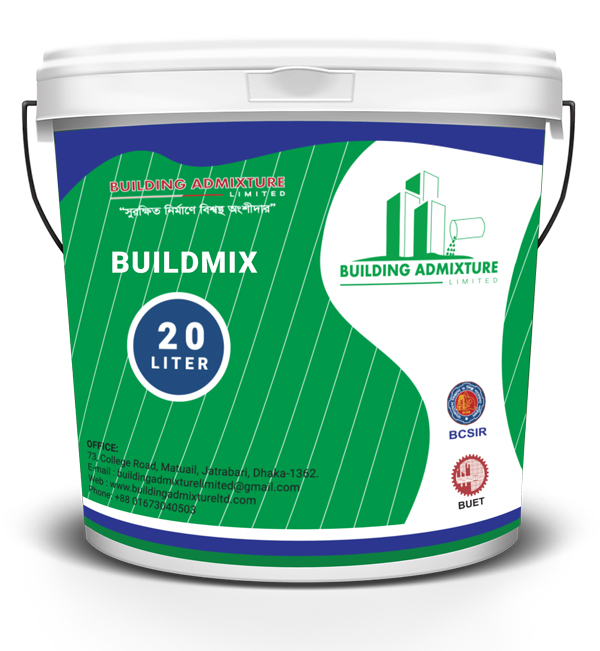 BUILDING ADMIXTURE
LIMITED
“সুরক্ষিত নির্মাণে বিশ্বস্থ অংশীদার”
BUILDMIX
20
LITER
BUILDING ADMIXTURE
LIMITED
BCSIR
BUET
OFFICE:
73, College Road, Matuail, Jatrabari, Dhaka-1362.
E-mail : buildingadmixturelimited@gmail.com
Web : www.buildingadmixtureltd.com
Phone: +88 01673040503